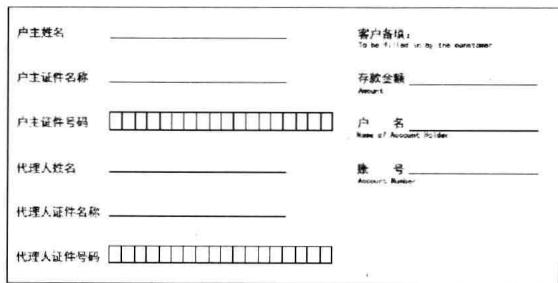 户主姓名
户主证件名称
户主证件号码
代理人姓名
代理人证件名称
代理人证件号码
客户备填：
To be filled in by the cunstomer
存款金额
Amount
户 名
Name of Account Holder
账 号
Account Number